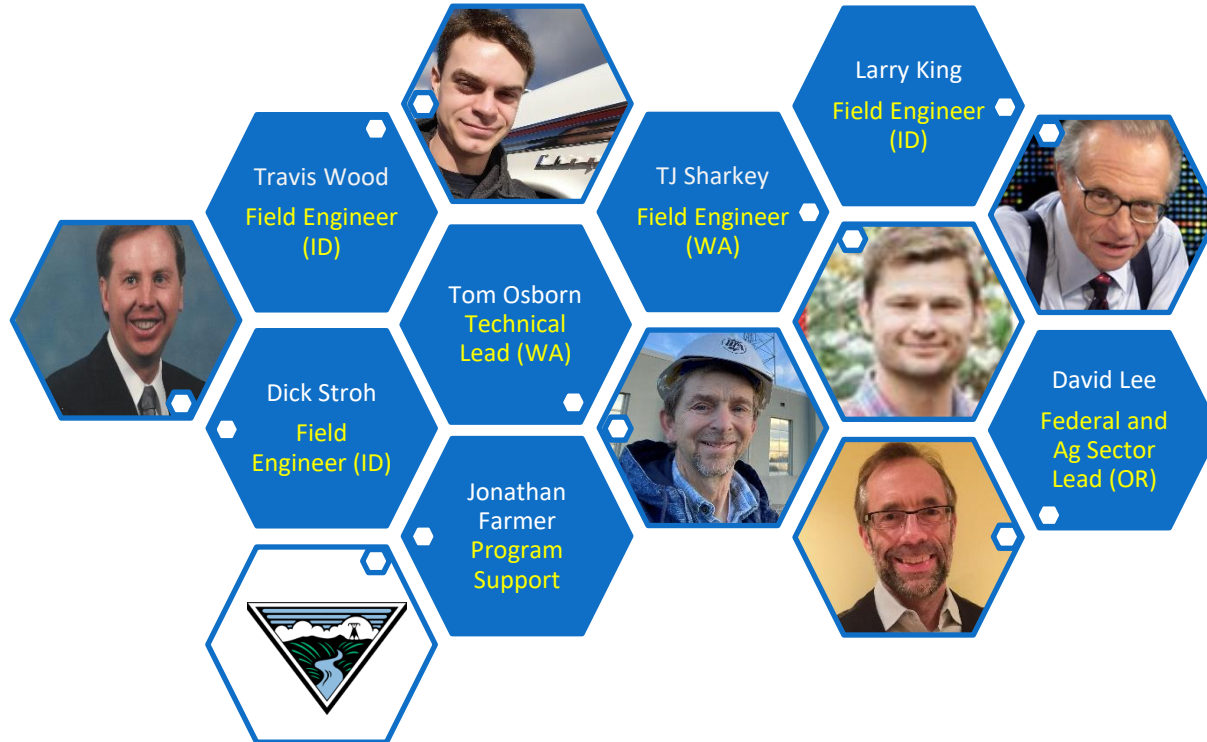 Larry King
Field Engineer
(ID)
Travis Wood
Field Engineer
(ID)
TJ Sharkey
Field Engineer
(WA)
Tom Osborn
Technical
Lead (WA)
David Lee
Federal and
Ag Sector
Lead (OR)
Dick Stroh
Field
Engineer (ID)
Jonathan
Farmer
Program
Support